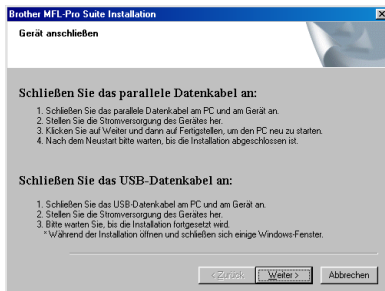 Brother MFL-Pro Suite Installation
Gerät anschließen
Schließen Sie das parallele Datenkabel an:
1. Schließen Sie das parallele Datenkabel am PC und am Gerät an.
2. Stellen Sie die Stromversorgung des Gerätes her.
3. Klicken Sie auf Weiter und dann auf Fertigstellen, um den PC neu zu starten.
4. Nach dem Neustart bitte warten, bis die Installation abgeschlossen ist.
Schließen Sie das USB-Datenkabel an:
1. Schließen Sie das USB-Datenkabel am PC und am Gerät an.
2. Stellen Sie die Stromversorgung des Gerätes her.
3. Bitte warten Sie, bis die Installation fortgesetzt wird.
* Während der Installation öffnen und schließen sich einige Windows-Fenster.
< Zurück Weiter > Abbrechen